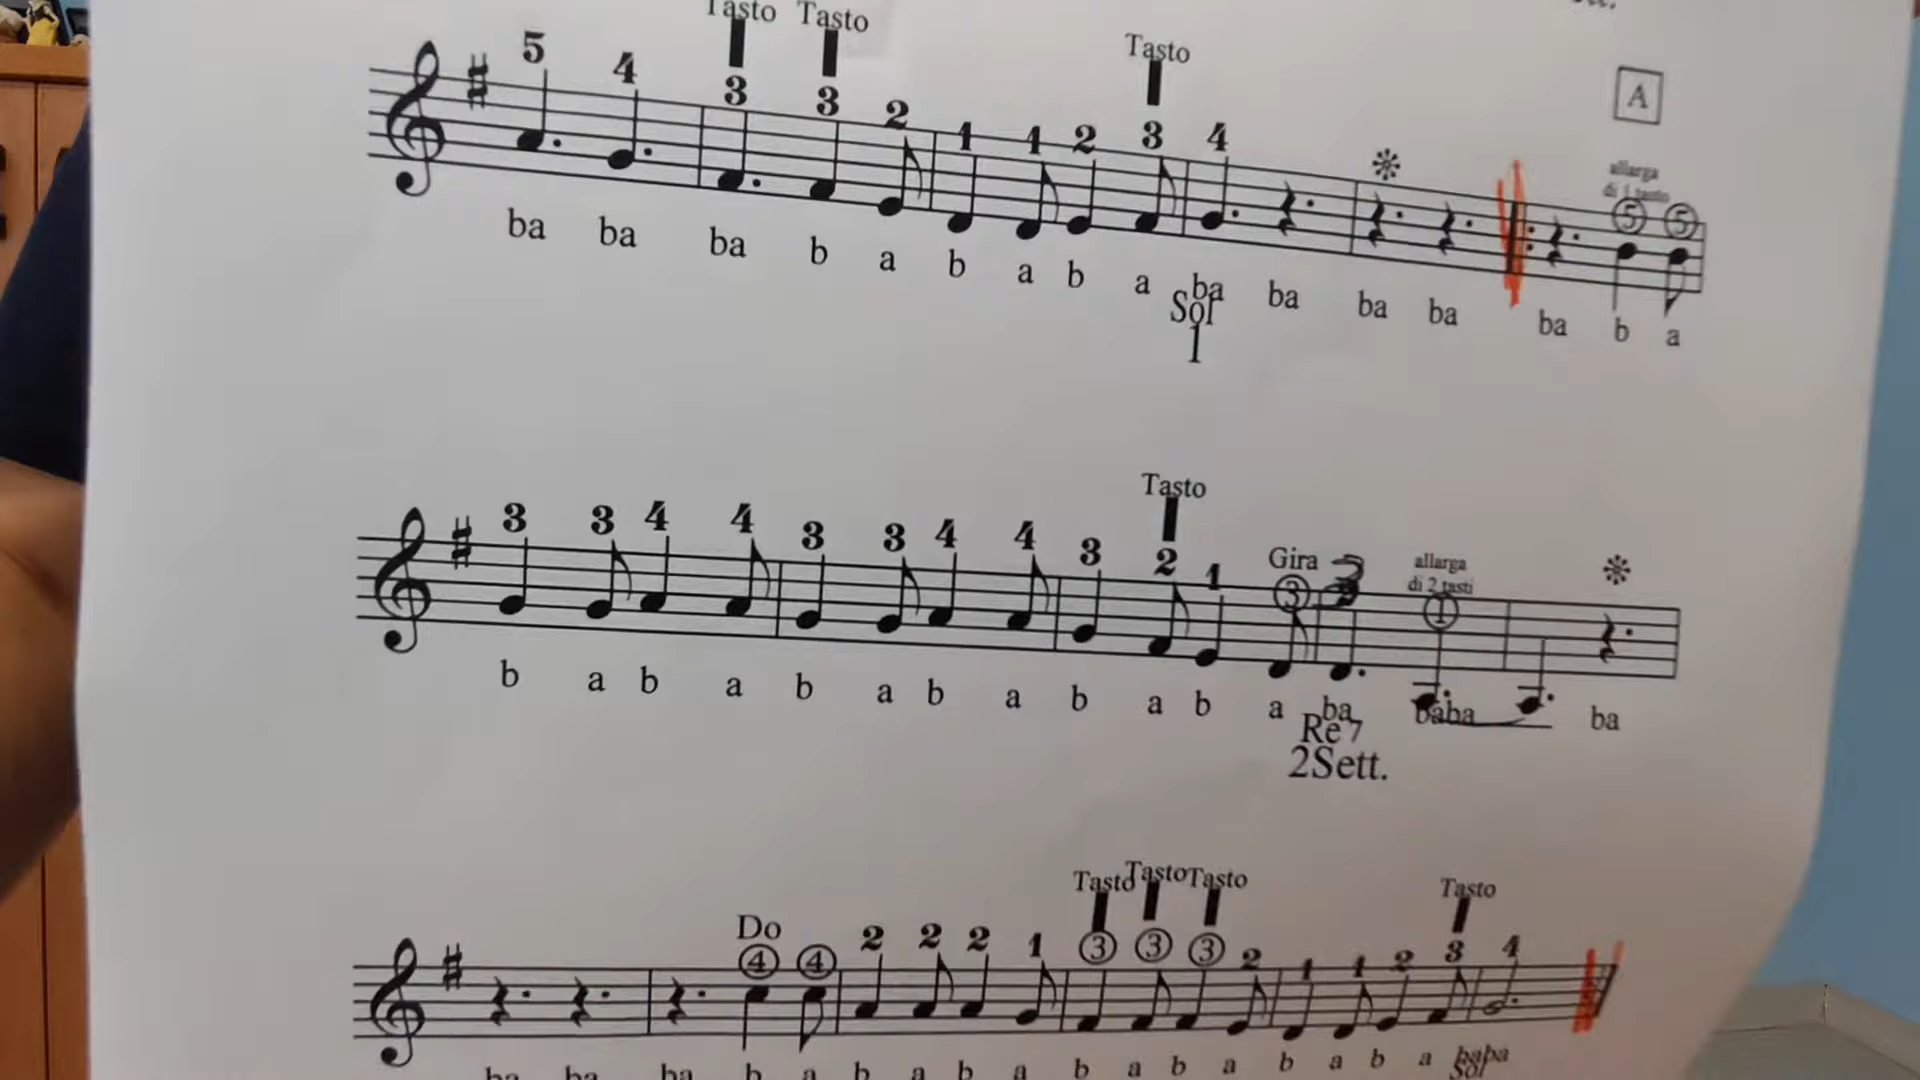 Tasto Tasto Tasto
5 4 3 3 2 1 1 2 3 4 A
allarga
di 1 tasto
5 5
ba ba ba b a b a b a ba ba ba ba ba b a
Sol
1
Tasto
3 3 4 4 3 3 4 4 3 2 1 Gira 3 allarga
di 2 tasti
1
b a b a b a b a b a b a ba baba ba
Re7
2Sett.
Tasto Tasto Tasto Tasto
Do
4 4 2 2 2 1 3 3 3 2 1 1 2 3 4
ba ba ba b a b a b a b a b a b a b a baba
Sol